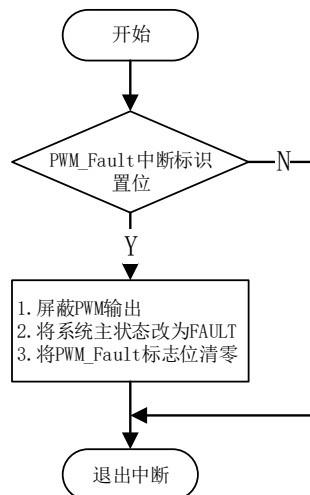 开始
PWM_Fault中断标识
置位
N
Y
1.屏蔽PWM输出
2.将系统主状态改为FAULT
3.将PWM_Fault标志位清零
退出中断